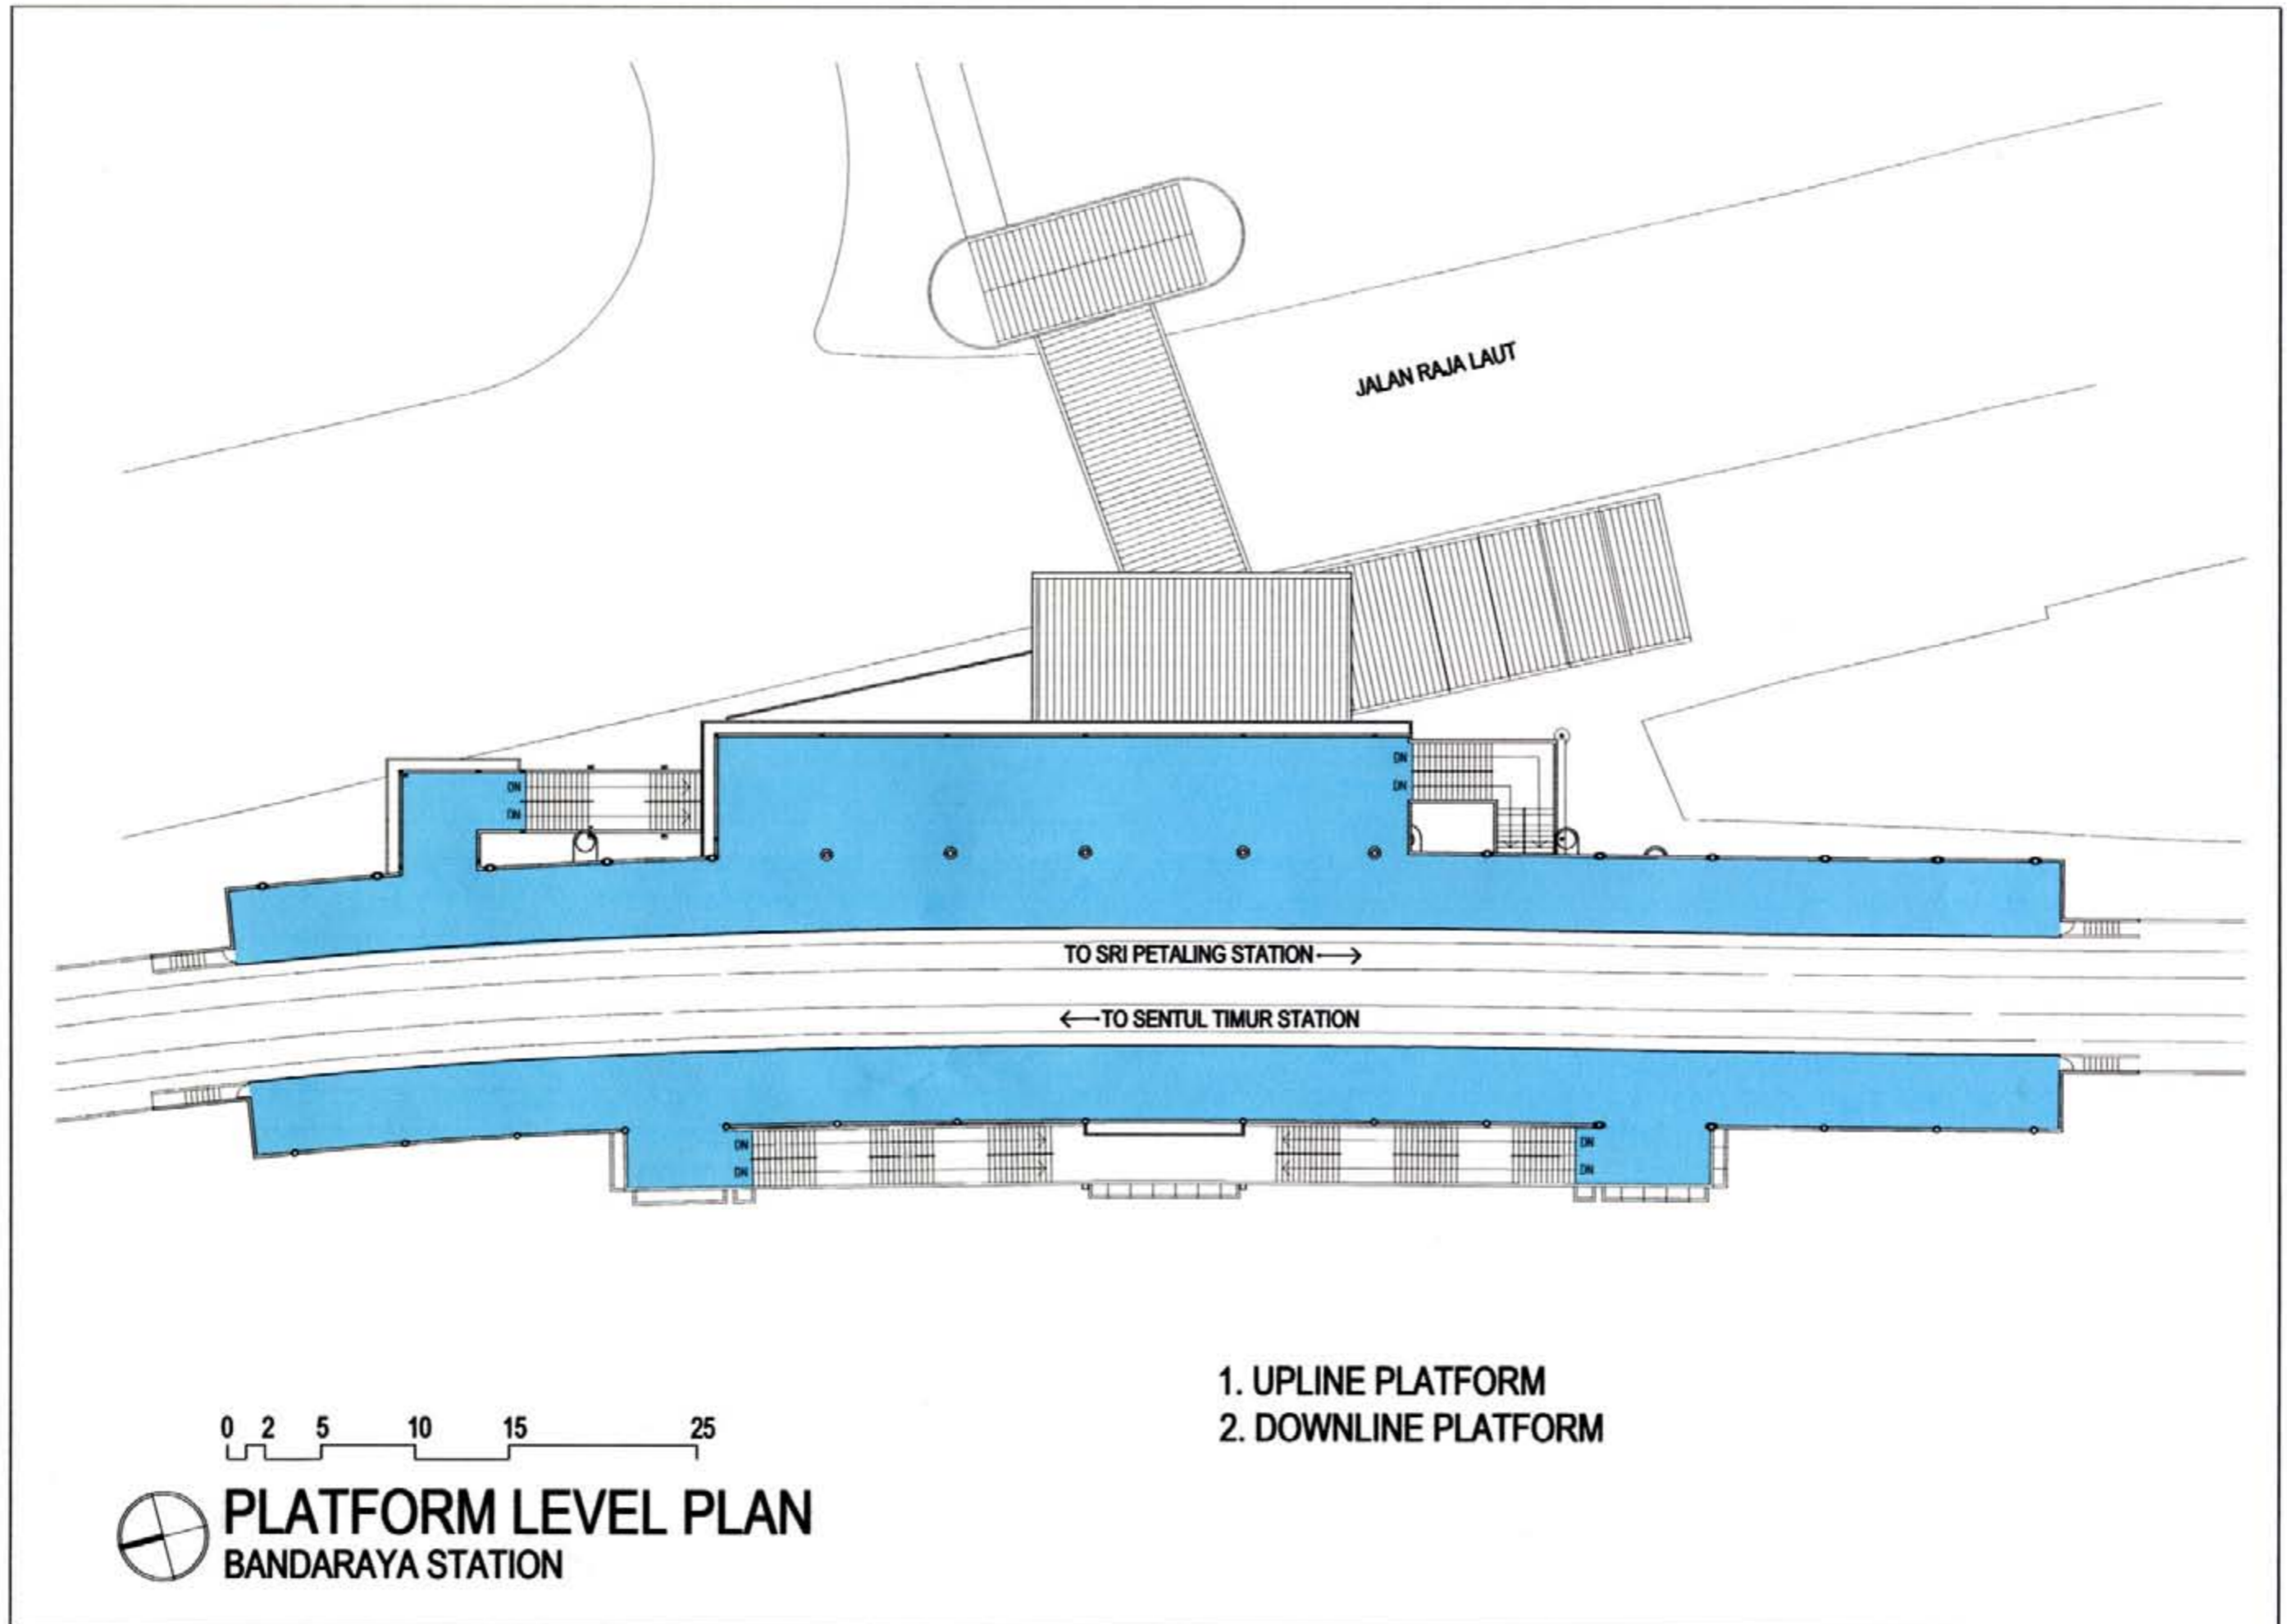 JALAN RAJA LAUT
DN
DN
DN
DN
TO SRI PETALING STATION
TO SENTUL TIMUR STATION
DN
DN
DN
DN
1. UPLINE PLATFORM
2. DOWNLINE PLATFORM
0 2 5 10 15 25
PLATFORM LEVEL PLAN
BANDARAYA STATION